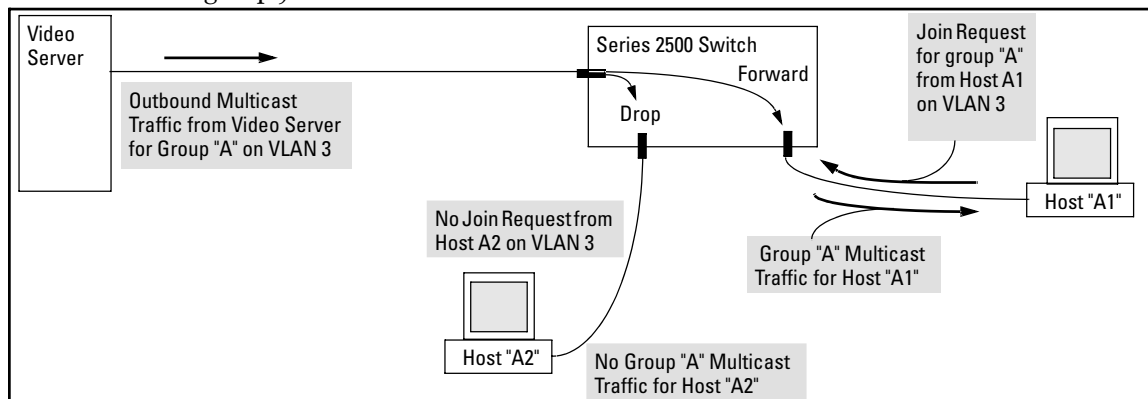 Video
Server
Outbound Multicast
Traffic from Video Server
for Group "A" on VLAN 3
Series 2500 Switch
Forward
Drop
Join Request
for group "A"
from Host A1
on VLAN 3
Host "A1"
No Join Request from
Host A2 on VLAN 3
Group "A" Multicast
Traffic for Host "A1"
Host "A2"
No Group "A" Multicast
Traffic for Host "A2"